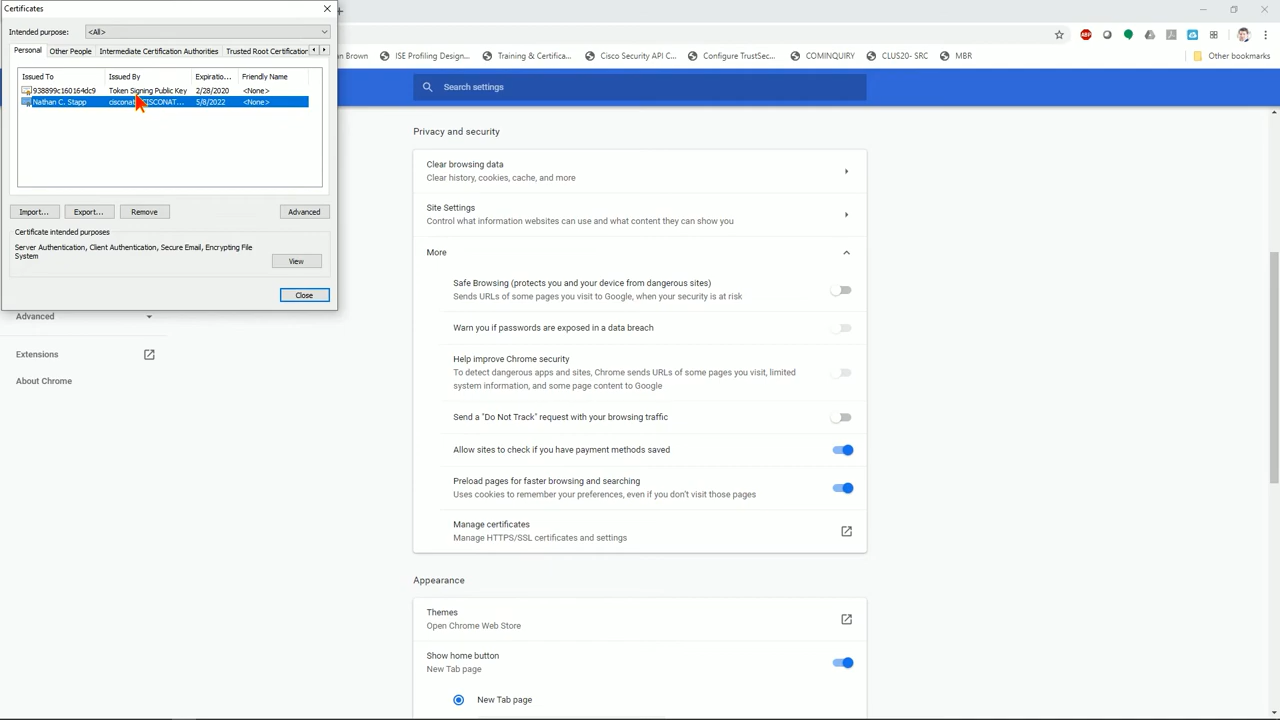 Certificates
Intended purpose: <All>
Personal Other People Intermediate Certification Authorities Trusted Root Certification
Issued To Issued By Expiratio... Friendly Name
938899c160164dc9 Token Signing Public Key 2/28/2020 <None>
Nathan C. Stapp 5/8/2022 <None>
Import... Export... Remove Advanced
Certificate intended purposes
Server Authentication, Client Authentication, Secure Email, Encrypting File
System
View
Close
Advanced
Extensions
About Chrome
an Brown ISE Profiling Design... Training & Certifica... Cisco Security API C... Configure TrustSec... COMINQUIRY CLUS20- SRC MBR Other bookmarks
Search settings
Privacy and security
Clear browsing data
Clear history, cookies, cache, and more
Site Settings
Control what information websites can use and what content they can show you
More
Safe Browsing (protects you and your device from dangerous sites)
Sends URLs of some pages you visit to Google, when your security is at risk
Warn you if passwords are exposed in a data breach
Help improve Chrome security
To detect dangerous apps and sites, Chrome sends URLs of some pages you visit, limited
system information, and some page content to Google
Send a "Do Not Track" request with your browsing traffic
Allow sites to check if you have payment methods saved
Preload pages for faster browsing and searching
Uses cookies to remember your preferences, even if you don't visit those pages
Manage certificates
Manage HTTPS/SSL certificates and settings
Appearance
Themes
Open Chrome Web Store
Show home button
New Tab page
New Tab page